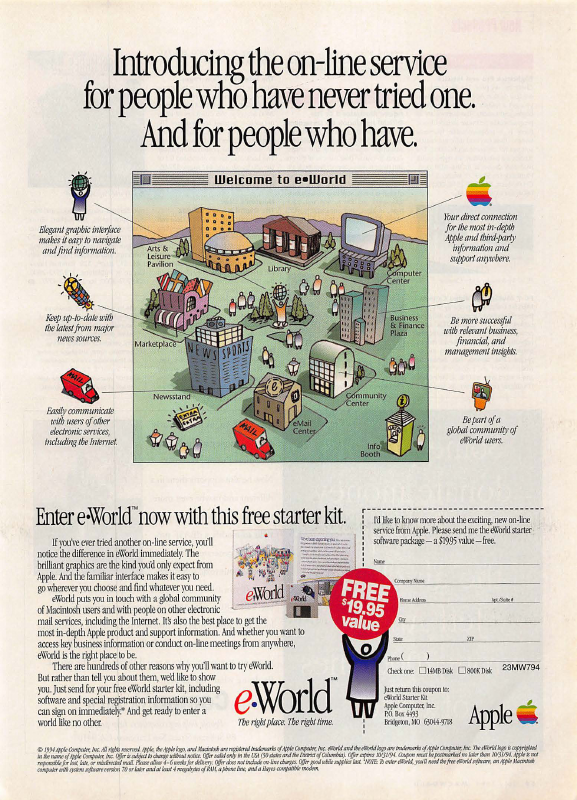 Introducing the on-line service
for people who have never tried one.
And for people who have.
Welcome to e•World
Elegant graphic interface
makes it easy to navigate
and find information.
Keep up-to-date with
the latest from major
news sources.
Easily communicate
with users of other
electronic services,
including the Internet.
Arts &
Leisure
Pavilion
Library
Computer
Center
Business
& Finance
Plaza
Marketplace
NEWS
SPORTS
Newsstand
MAIL
EXTRA
EXTRA
MAIL
eMail
Center
Community
Center
Info
Booth
Your direct connection
for the most in-depth
Apple and third-party
information and
support anywhere.
Be more successful
with relevant business,
financial, and
management insights.
Be part of a
global community of
eWorld users.
Enter e•World™ now with this free starter kit.
If you've ever tried another on-line service, you'll
notice the difference in eWorld immediately. The
brilliant graphics are the kind you'd only expect from
Apple. And the familiar interface makes it easy to
go wherever you choose and find whatever you need.
eWorld puts you in touch with a global community
of Macintosh users and with people on other electronic
mail services, including the Internet. It's also the best place to get the
most in-depth Apple product and support information. And whether you want to
access key business information or conduct on-line meetings from anywhere,
eWorld is the right place to be.
There are hundreds of other reasons why you'll want to try eWorld.
But rather than tell you about them, we'd like to show
you. Just send for your free eWorld starter kit, including
software and special registration information so you
can sign on immediately.* And get ready to enter a
world like no other.
eWorld
eWorld
FREE
$19.95
value
e•World™
The right place. The right time.
I'd like to know more about the exciting, new on-line
service from Apple. Please send me the eWorld starter
software package — a $19.95 value — free.
Name
Company Name
Home Address Apt./Suite #
City
State ZIP
Phone ( )
Check one: 1.4MB Disk 800K Disk 23MW794
Just return this coupon to:
eWorld Starter Kit
Apple Computer, Inc.
P.O. Box 4493
Bridgeton, MO 63044-9718
Apple
© 1994 Apple Computer, Inc. All rights reserved. Apple, the Apple logo, and Macintosh are registered trademarks of Apple Computer, Inc. eWorld and the eWorld logo are trademarks of Apple Computer, Inc. The eWorld logo is copyrighted
in the name of Apple Computer, Inc. Offer is subject to change without notice. Offer valid only in the USA (50 states and the District of Columbia). Offer expires 10/31/94. Coupon must be postmarked no later than 10/31/94. Apple is not
responsible for lost, late, or misdirected mail. Please allow 4–6 weeks for delivery. Offer does not include on-line charges. Offer good while supplies last. *NOTE: To enter eWorld, you'll need the free eWorld software, an Apple Macintosh
computer with system software version 7.0 or later and at least 4 megabytes of RAM, a phone line, and a Hayes-compatible modem.